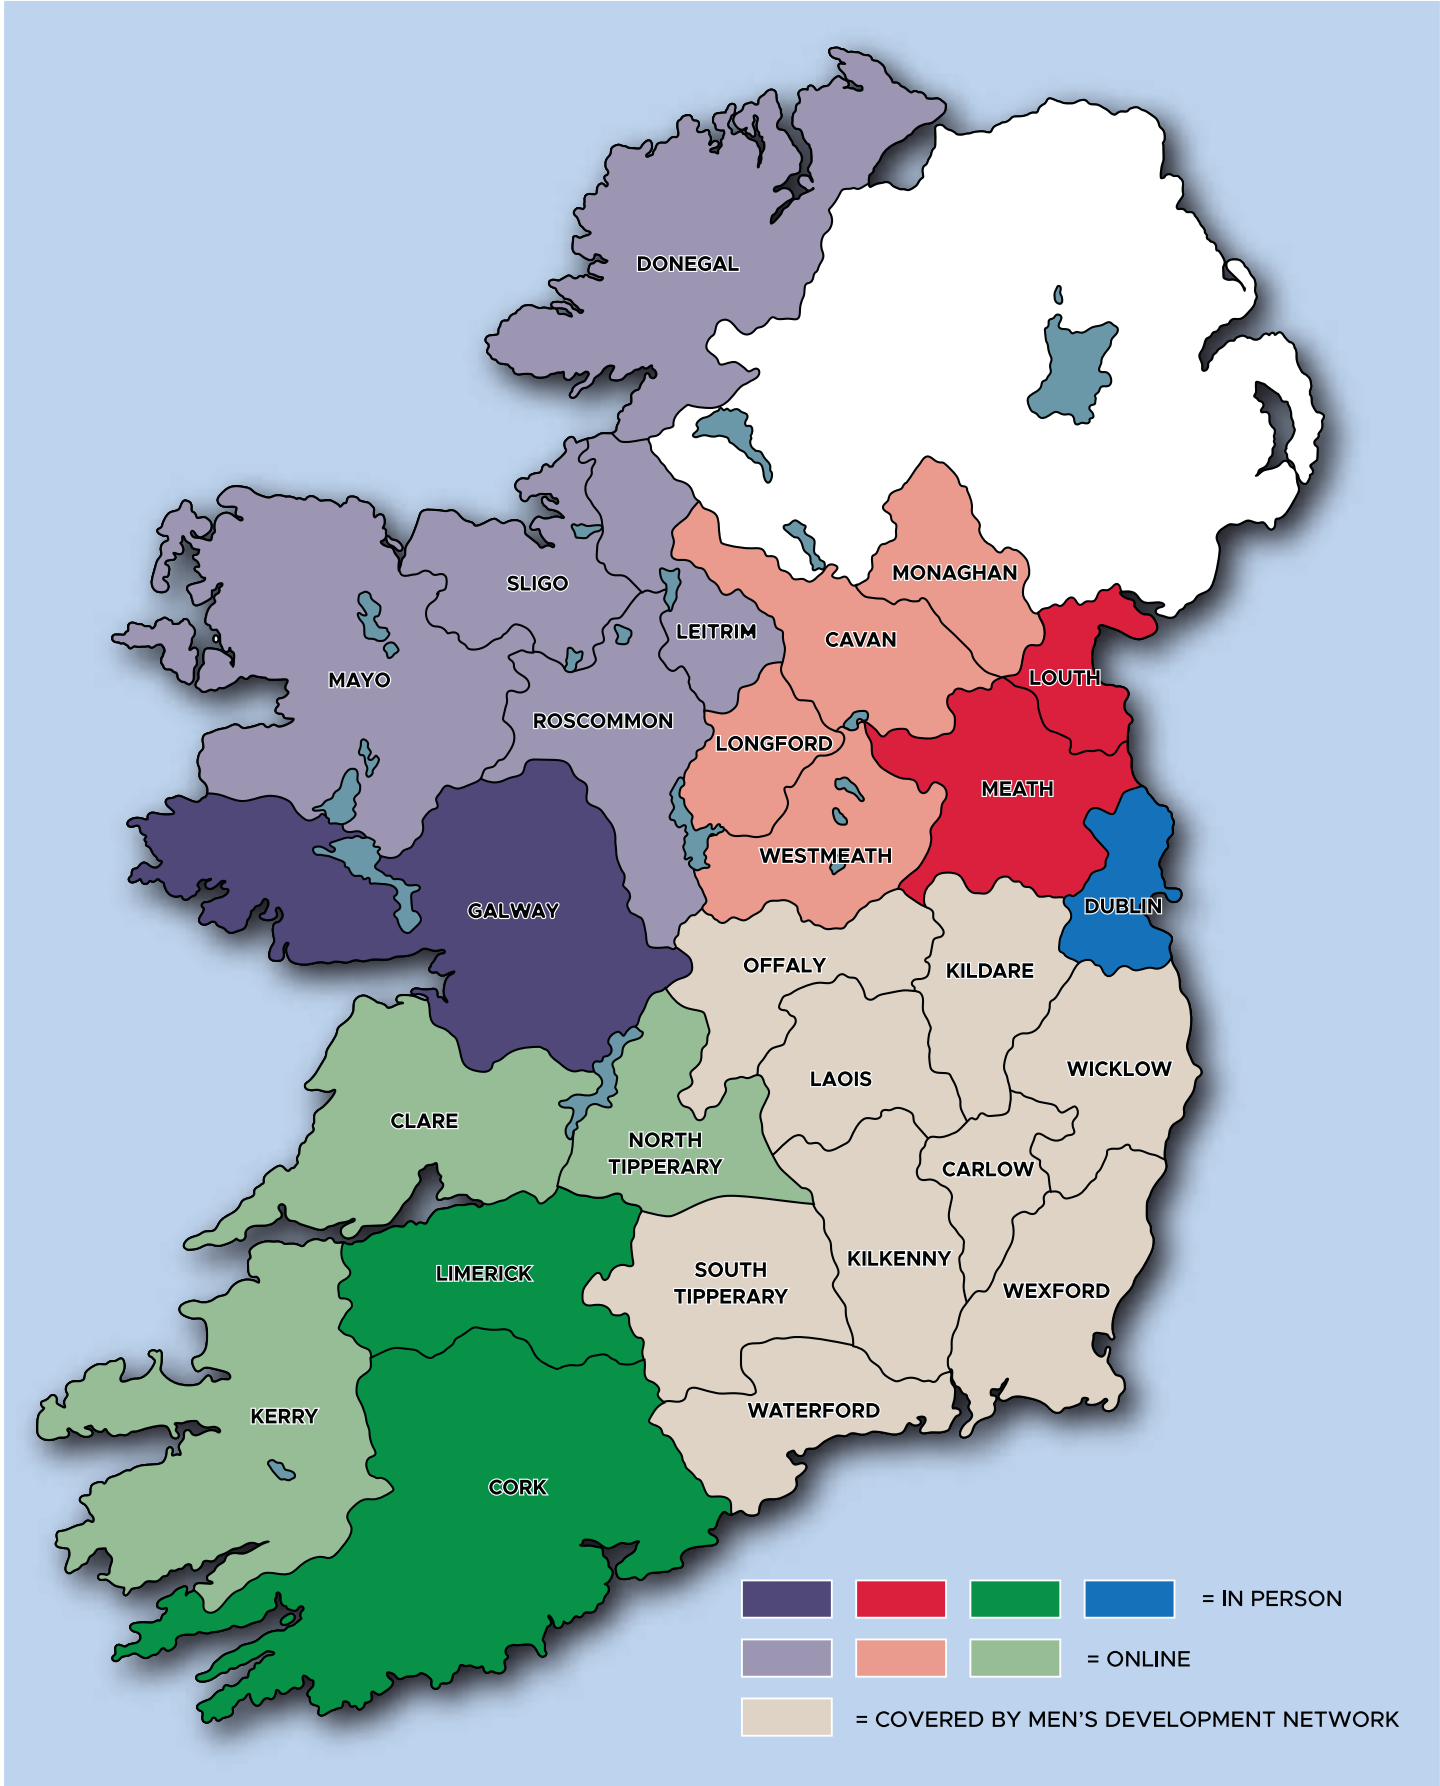 DONEGAL
MONAGHAN
SLIGO
LEITRIM
CAVAN
LOUTH
MAYO
ROSCOMMON
LONGFORD
MEATH
WESTMEATH
GALWAY
DUBLIN
OFFALY
KILDARE
WICKLOW
LAOIS
CLARE
NORTH
TIPPERARY
CARLOW
KILKENNY
LIMERICK
SOUTH
TIPPERARY
WEXFORD
WATERFORD
KERRY
CORK
= IN PERSON
= ONLINE
= COVERED BY MEN'S DEVELOPMENT NETWORK